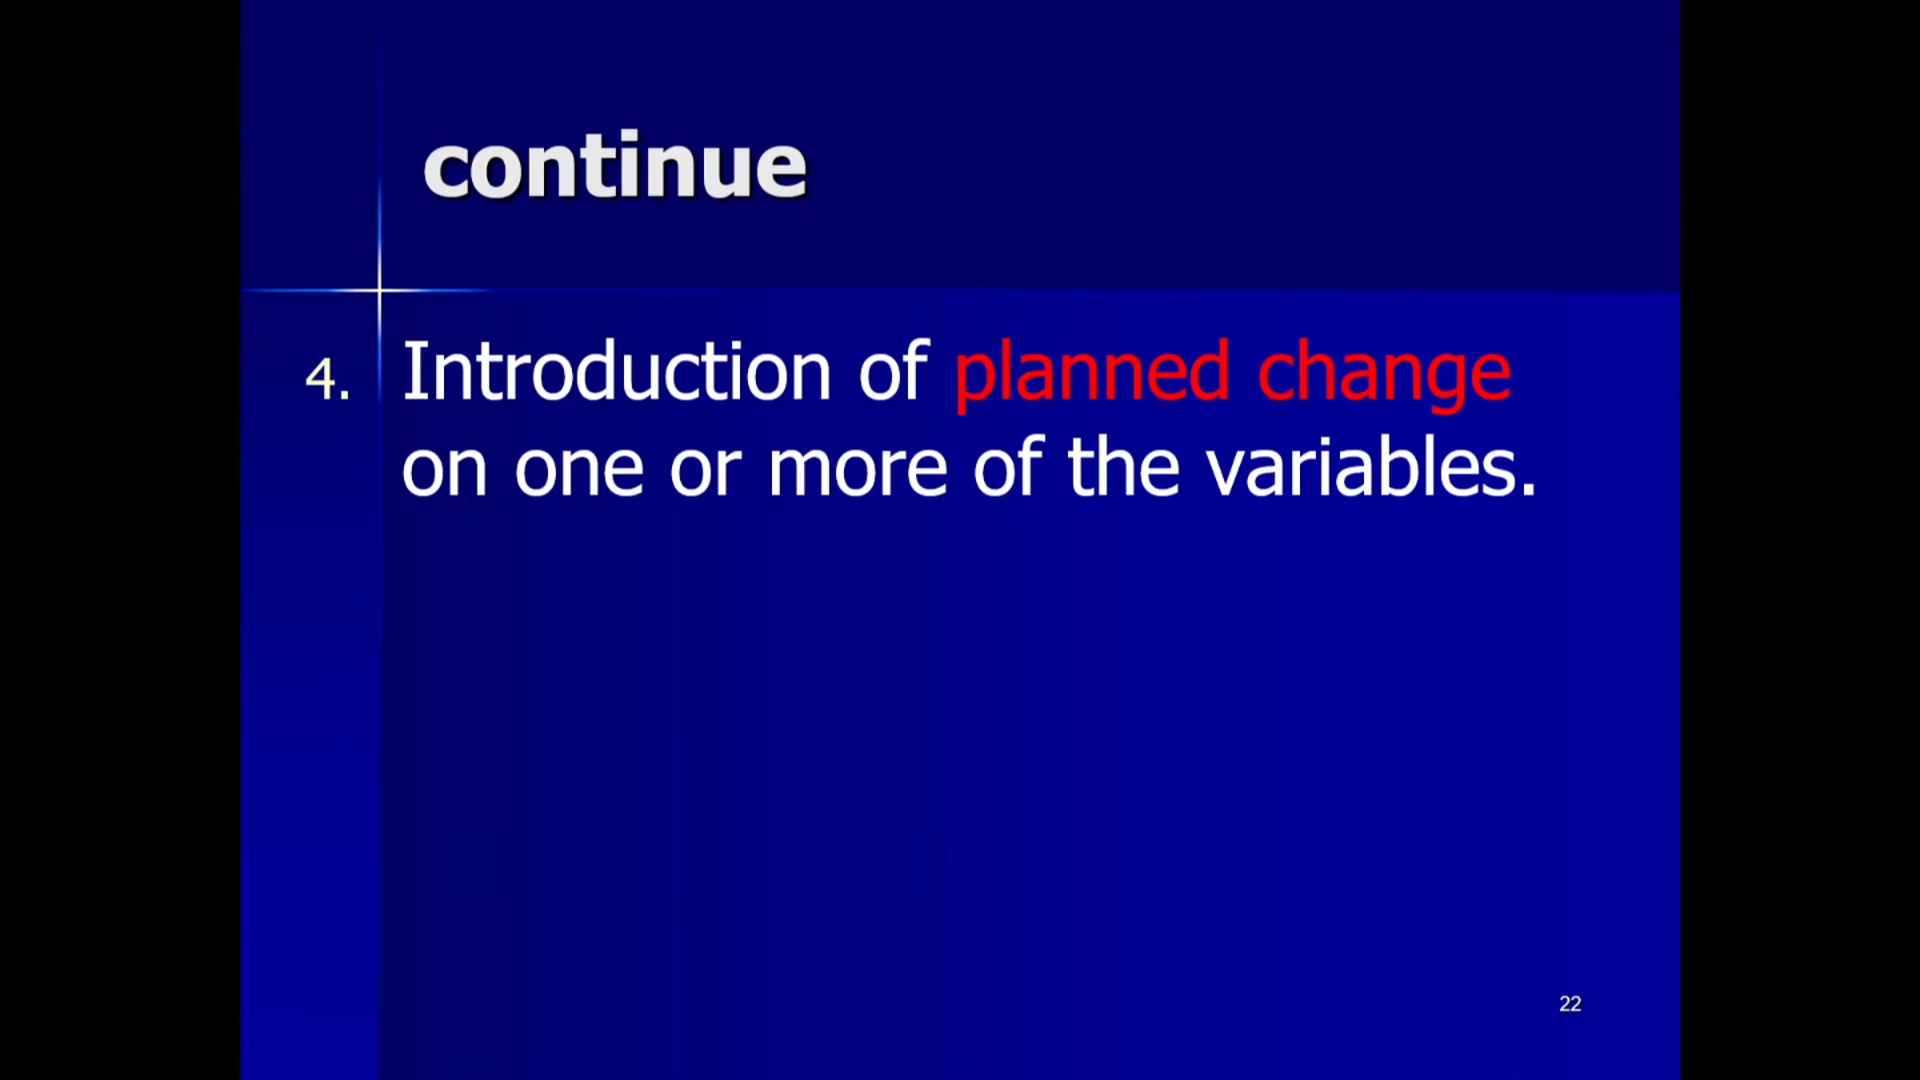 continue
4. Introduction of planned change
on one or more of the variables.
22